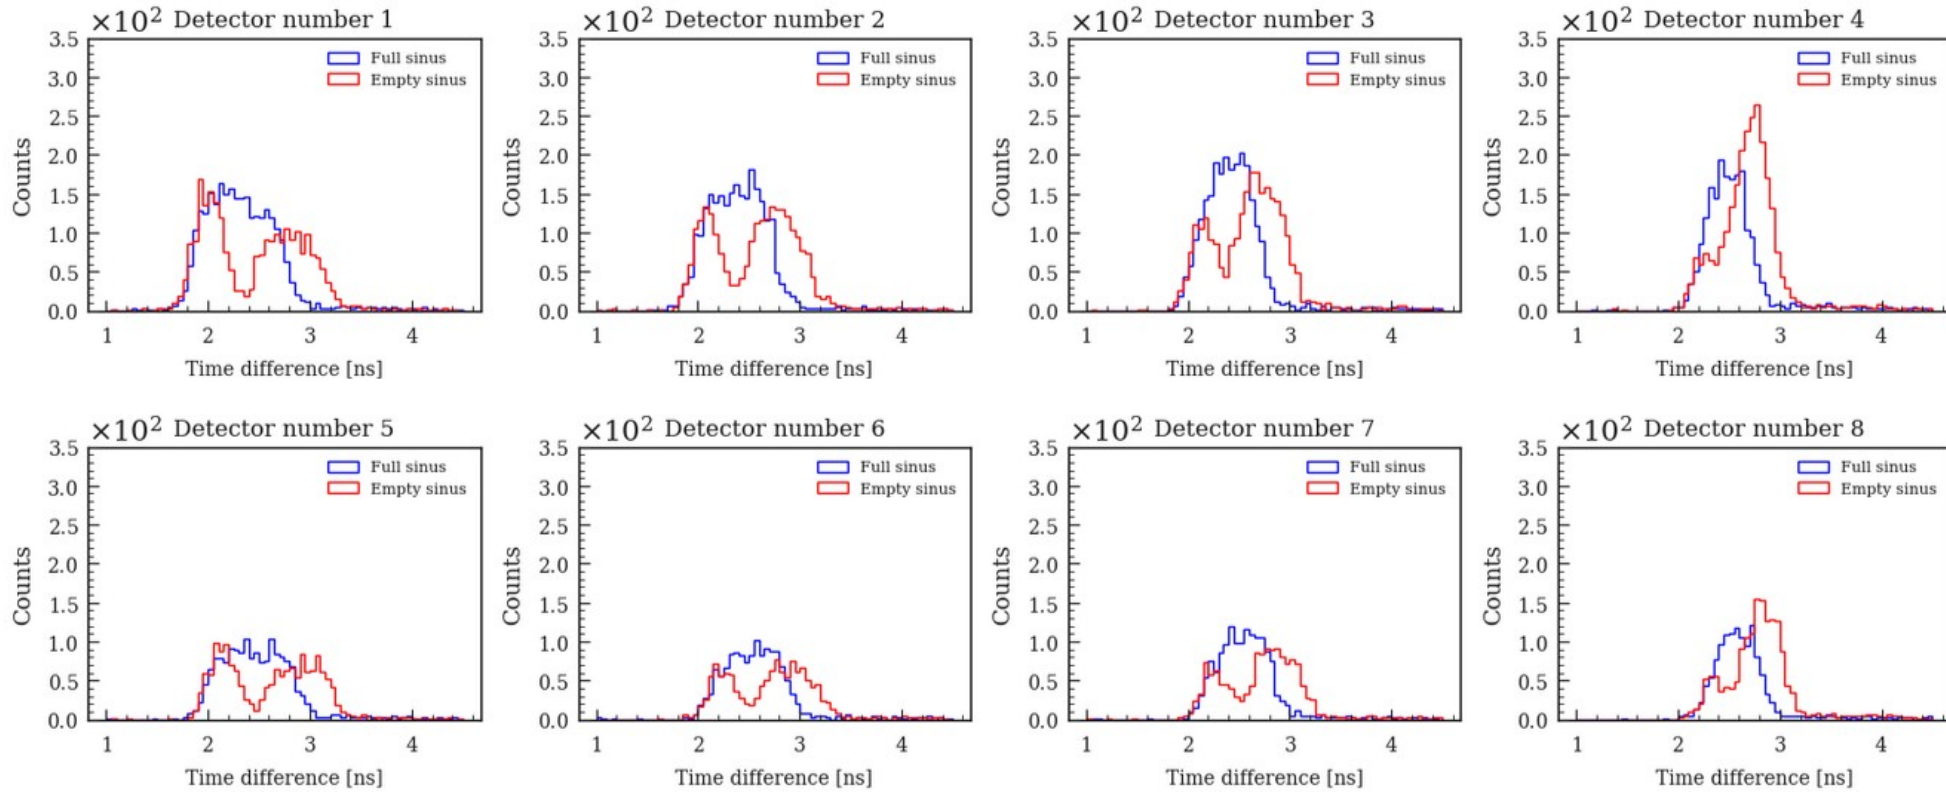 ×10² Detector number 1
3.5
3.0
2.5
2.0
1.5
1.0
0.5
0.0
Counts
Full sinus
Empty sinus
1 2 3 4
Time difference [ns]
×10² Detector number 2
3.5
3.0
2.5
2.0
1.5
1.0
0.5
0.0
Counts
Full sinus
Empty sinus
1 2 3 4
Time difference [ns]
×10² Detector number 3
3.5
3.0
2.5
2.0
1.5
1.0
0.5
0.0
Counts
Full sinus
Empty sinus
1 2 3 4
Time difference [ns]
×10² Detector number 4
3.5
3.0
2.5
2.0
1.5
1.0
0.5
0.0
Counts
Full sinus
Empty sinus
1 2 3 4
Time difference [ns]
×10² Detector number 5
3.5
3.0
2.5
2.0
1.5
1.0
0.5
0.0
Counts
Full sinus
Empty sinus
1 2 3 4
Time difference [ns]
×10² Detector number 6
3.5
3.0
2.5
2.0
1.5
1.0
0.5
0.0
Counts
Full sinus
Empty sinus
1 2 3 4
Time difference [ns]
×10² Detector number 7
3.5
3.0
2.5
2.0
1.5
1.0
0.5
0.0
Counts
Full sinus
Empty sinus
1 2 3 4
Time difference [ns]
×10² Detector number 8
3.5
3.0
2.5
2.0
1.5
1.0
0.5
0.0
Counts
Full sinus
Empty sinus
1 2 3 4
Time difference [ns]